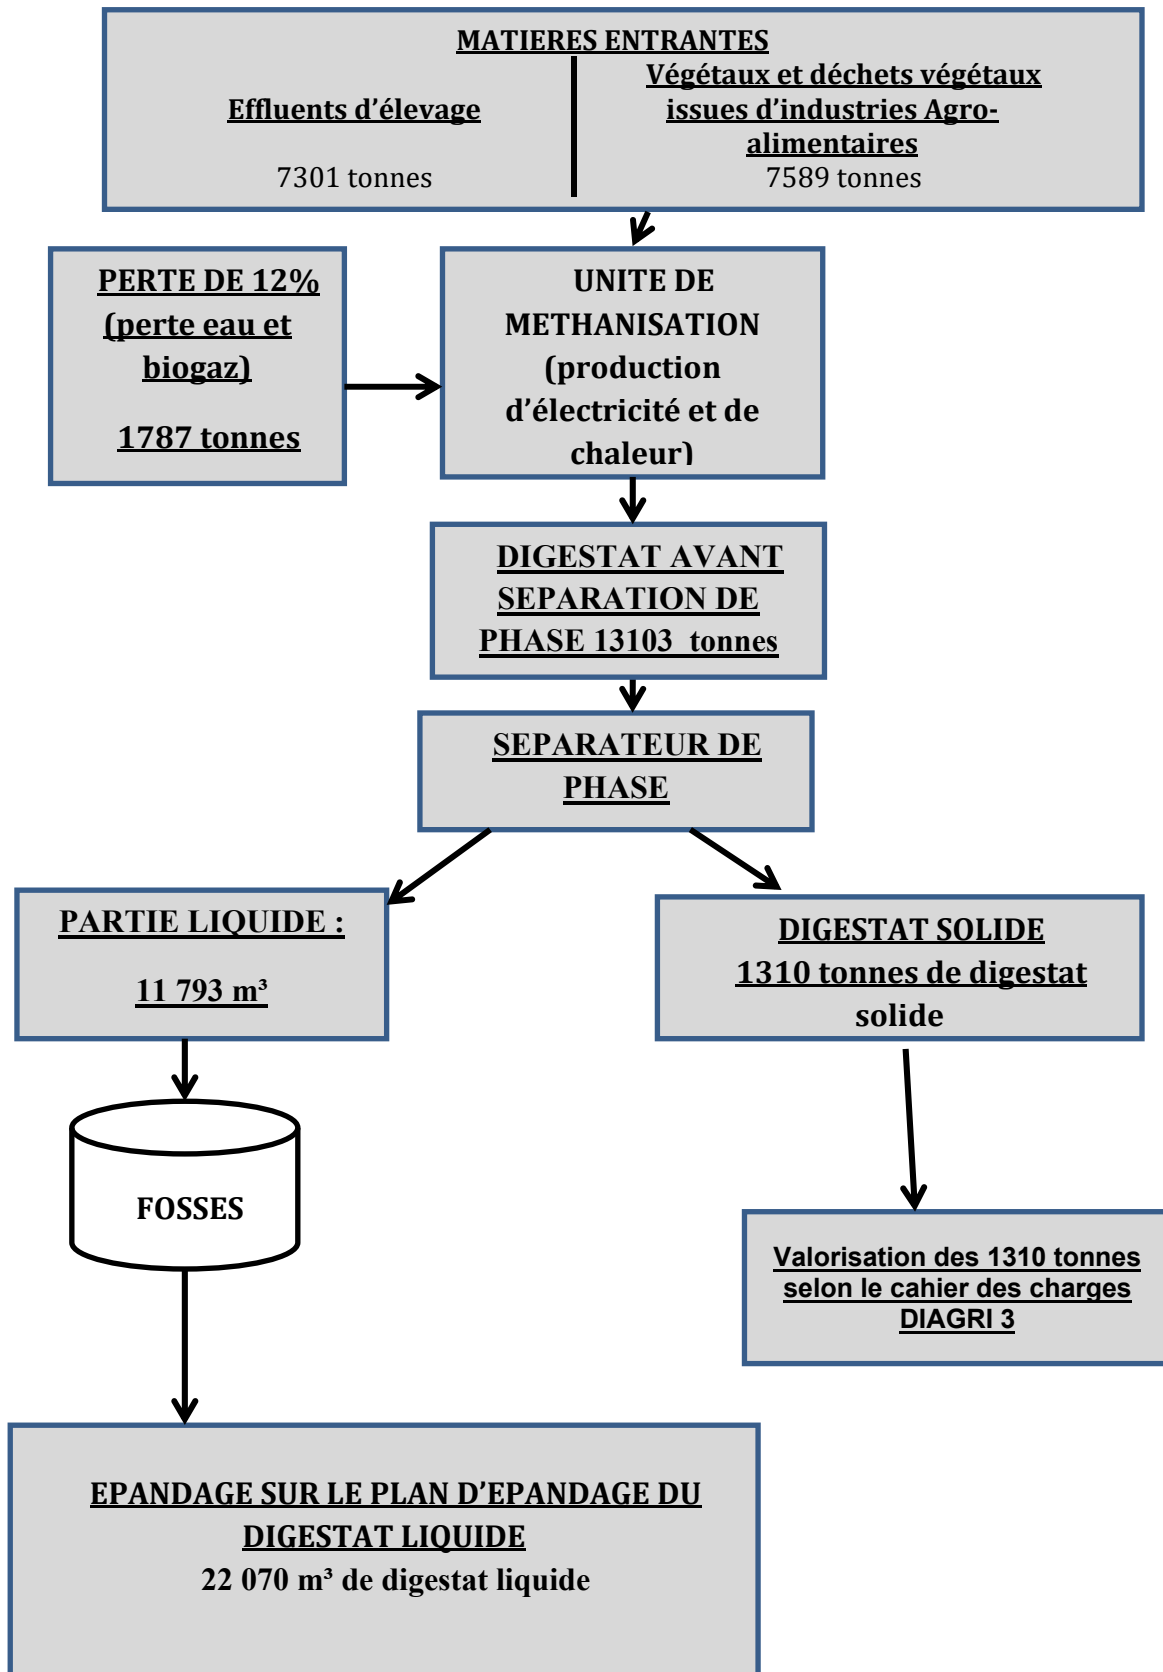 MATIERES ENTRANTES
Effluents d’élevage
7301 tonnes
Végétaux et déchets végétaux
issues d’industries Agro-
alimentaires
7589 tonnes
PERTE DE 12%
(perte eau et
biogaz)
1787 tonnes
UNITE DE
METHANISATION
(production
d’électricité et de
chaleur)
DIGESTAT AVANT
SEPARATION DE
PHASE 13103 tonnes
SEPARATEUR DE
PHASE
PARTIE LIQUIDE :
11 793 m³
DIGESTAT SOLIDE
1310 tonnes de digestat
solide
FOSSES
Valorisation des 1310 tonnes
selon le cahier des charges
DIAGRI 3
EPANDAGE SUR LE PLAN D’EPANDAGE DU
DIGESTAT LIQUIDE
22 070 m³ de digestat liquide